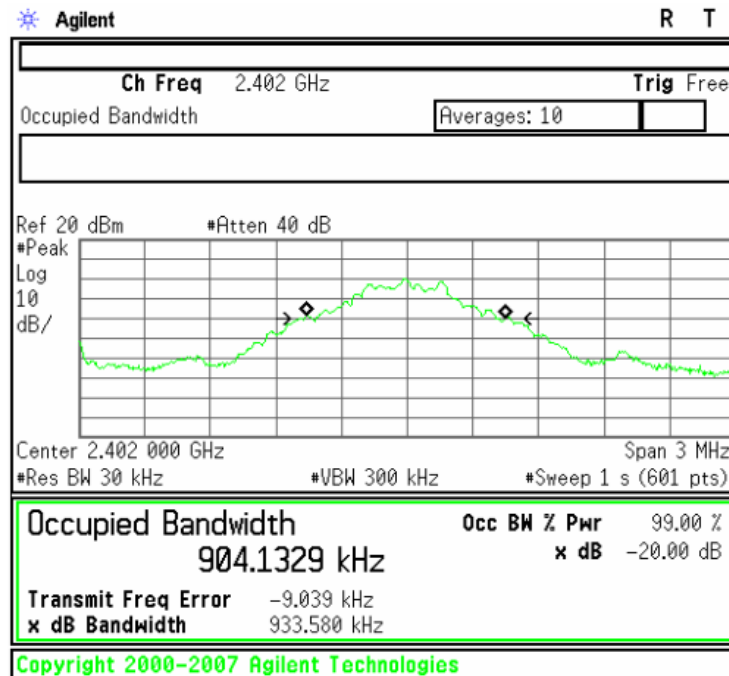 Agilent R T
Ch Freq 2.402 GHz Trig Free
Occupied Bandwidth Averages: 10
Ref 20 dBm #Atten 40 dB
#Peak
Log
10
dB/
Center 2.402 000 GHz Span 3 MHz
#Res BW 30 kHz #VBW 300 kHz #Sweep 1 s (601 pts)
Occupied Bandwidth Occ BW % Pwr 99.00 %
904.1329 kHz x dB -20.00 dB
Transmit Freq Error -9.039 kHz
x dB Bandwidth 933.580 kHz
Copyright 2000-2007 Agilent Technologies